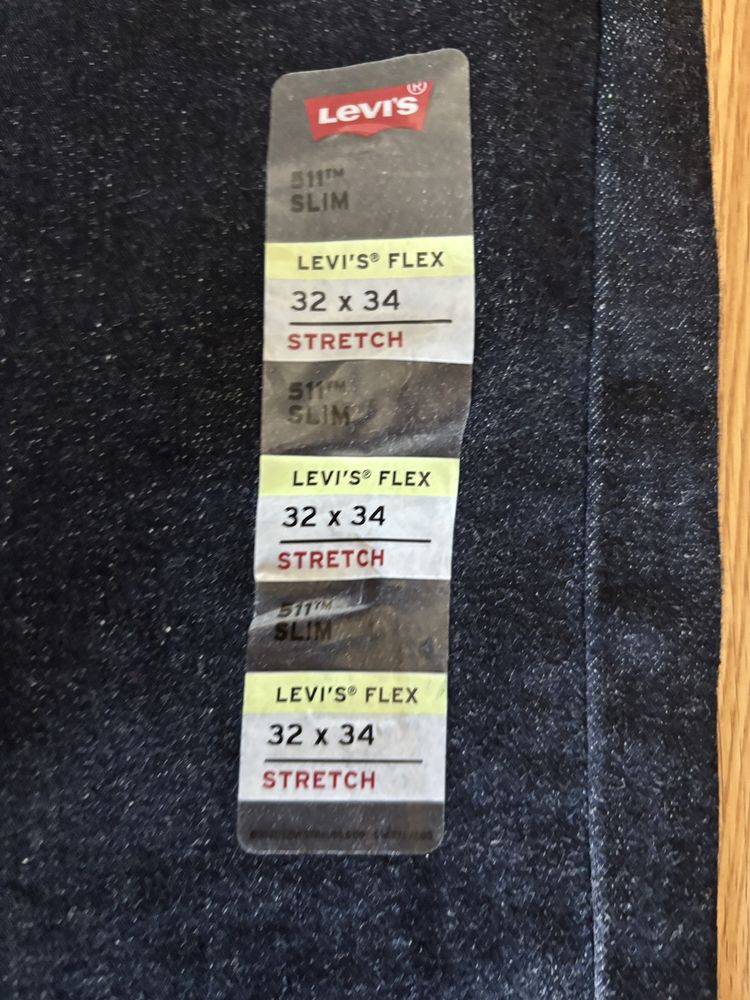 Levi's®
511™
SLIM
LEVI'S® FLEX
32 x 34
STRETCH
511™
SLIM
LEVI'S® FLEX
32 x 34
STRETCH
511™
SLIM
LEVI'S® FLEX
32 x 34
STRETCH